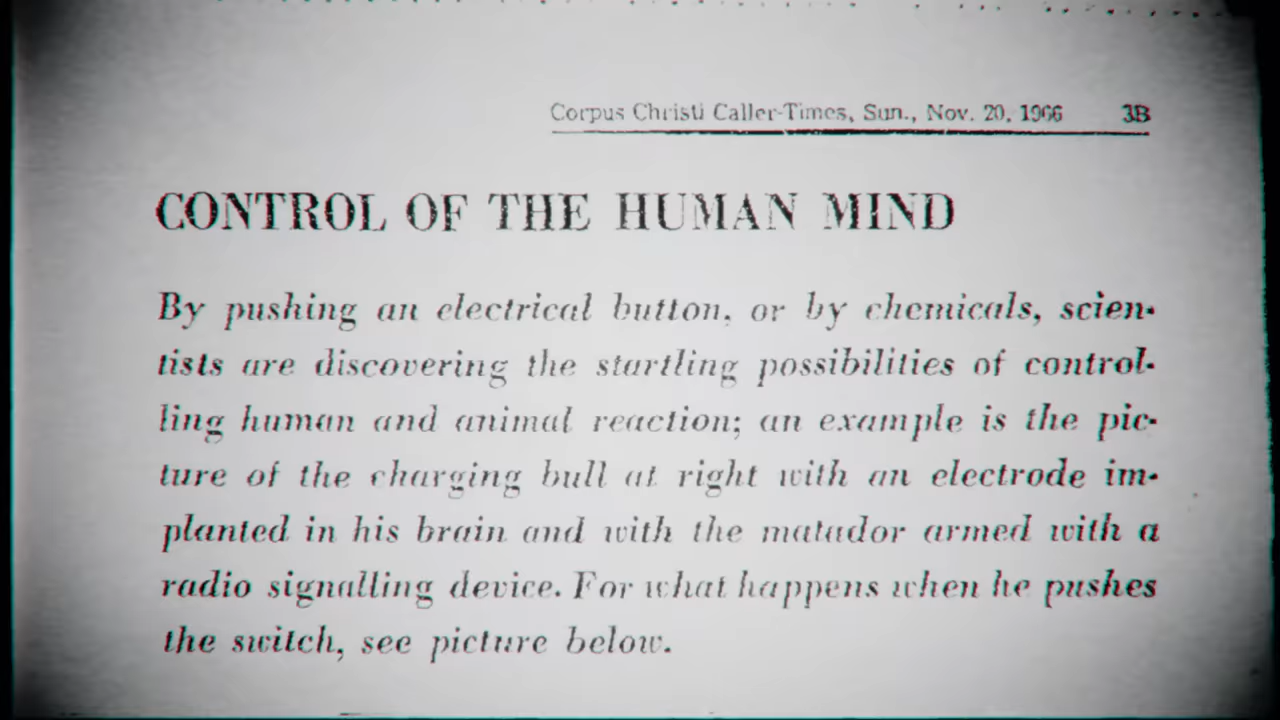 Corpus Christi Caller-Times, Sun., Nov. 20, 1966 3B
CONTROL OF THE HUMAN MIND
By pushing an electrical button, or by chemicals, scien-
tists are discovering the startling possibilities of control-
ling human and animal reaction; an example is the pic-
ture of the charging bull at right with an electrode im-
planted in his brain and with the matador armed with a
radio signalling device. For what happens when he pushes
the switch, see picture below.